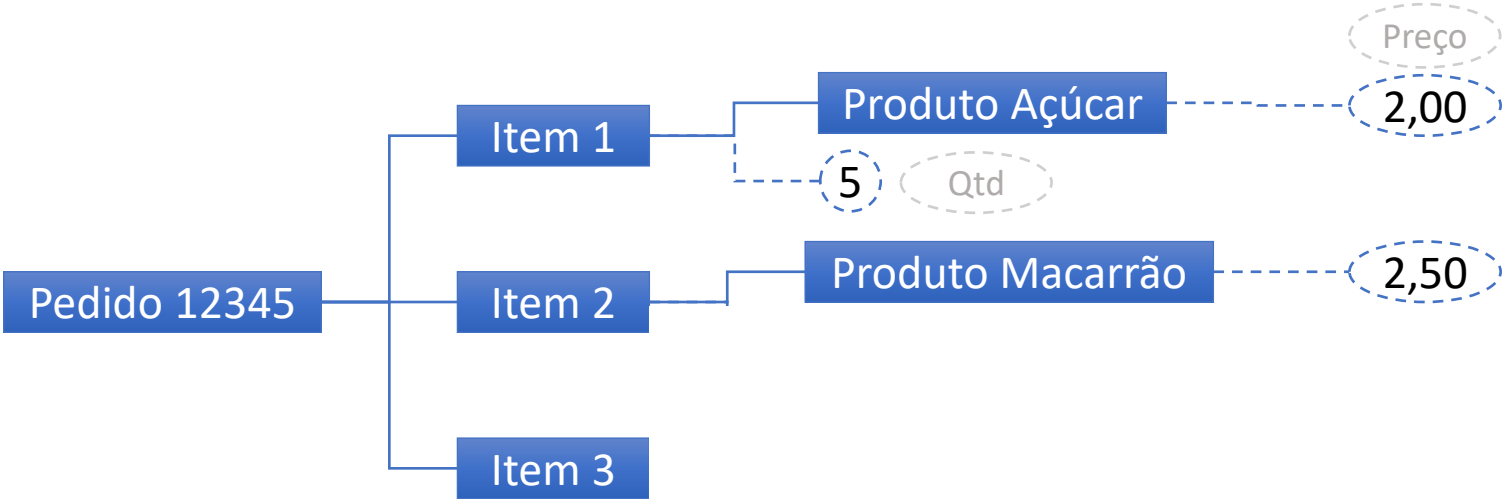 Preço
Item 1
Produto Açúcar
2,00
5
Qtd
Pedido 12345
Item 2
Produto Macarrão
2,50
Item 3